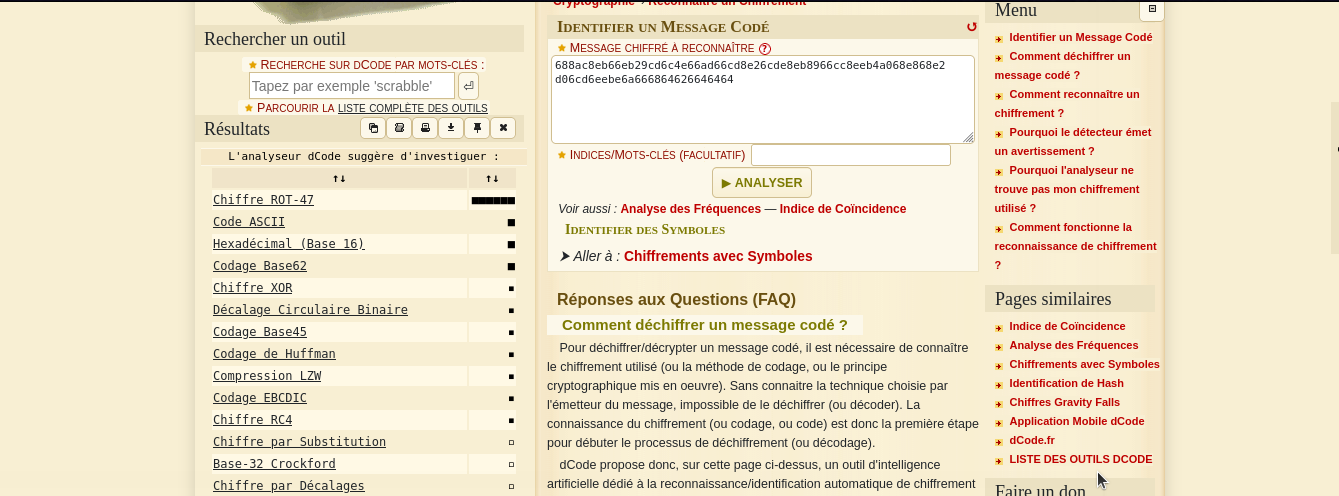 Rechercher un outil
★ Recherche sur dCode par mots-clés :
Tapez par exemple 'scrabble'
★ Parcourir la liste complète des outils
Résultats
L'analyseur dCode suggère d'investiguer :
↑↓ ↑↓
Chiffre ROT-47
Code ASCII
Hexadécimal (Base 16)
Codage Base62
Chiffre XOR
Décalage Circulaire Binaire
Codage Base45
Codage de Huffman
Compression LZW
Codage EBCDIC
Chiffre RC4
Chiffre par Substitution
Base-32 Crockford
Chiffre par Décalages
Cryptographie › Reconnaître un Chiffrement
Identifier un Message Codé
★ Message chiffré à reconnaître ?
688ac8eb66eb29cd6c4e66ad66cd8e26cde8eb8966cc8eeb4a068e868e2
d06cd6eebe6a666864626646464
★ Indices/Mots-clés (facultatif)
▶ ANALYSER
Voir aussi : Analyse des Fréquences — Indice de Coïncidence
Identifier des Symboles
➤ Aller à : Chiffrements avec Symboles
Réponses aux Questions (FAQ)
Comment déchiffrer un message codé ?
Pour déchiffrer/décrypter un message codé, il est nécessaire de connaître
le chiffrement utilisé (ou la méthode de codage, ou le principe
cryptographique mis en oeuvre). Sans connaitre la technique choisie par
l'émetteur du message, impossible de le déchiffrer (ou décoder). La
connaissance du chiffrement (ou codage, ou code) est donc la première étape
pour débuter le processus de déchiffrement (ou décodage).
dCode propose donc, sur cette page ci-dessus, un outil d'intelligence
artificielle dédié à la reconnaissance/identification automatique de chiffrement
Menu
Identifier un Message Codé
Comment déchiffrer un
message codé ?
Comment reconnaître un
chiffrement ?
Pourquoi le détecteur émet
un avertissement ?
Pourquoi l'analyseur ne
trouve pas mon chiffrement
utilisé ?
Comment fonctionne la
reconnaissance de chiffrement
?
Pages similaires
Indice de Coïncidence
Analyse des Fréquences
Chiffrements avec Symboles
Identification de Hash
Chiffres Gravity Falls
Application Mobile dCode
dCode.fr
LISTE DES OUTILS DCODE
Faire un don